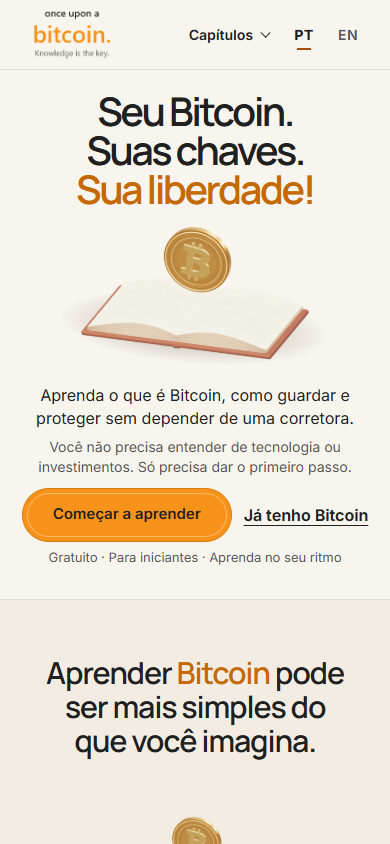 once upon a
bitcoin.
Knowledge is the key.
Capítulos
PT
EN
Seu Bitcoin.
Suas chaves.
Sua liberdade!
Aprenda o que é Bitcoin, como guardar e
proteger sem depender de uma corretora.
Você não precisa entender de tecnologia ou
investimentos. Só precisa dar o primeiro passo.
Começar a aprender
Já tenho Bitcoin
Gratuito · Para iniciantes · Aprenda no seu ritmo
Aprender Bitcoin pode
ser mais simples do
que você imagina.